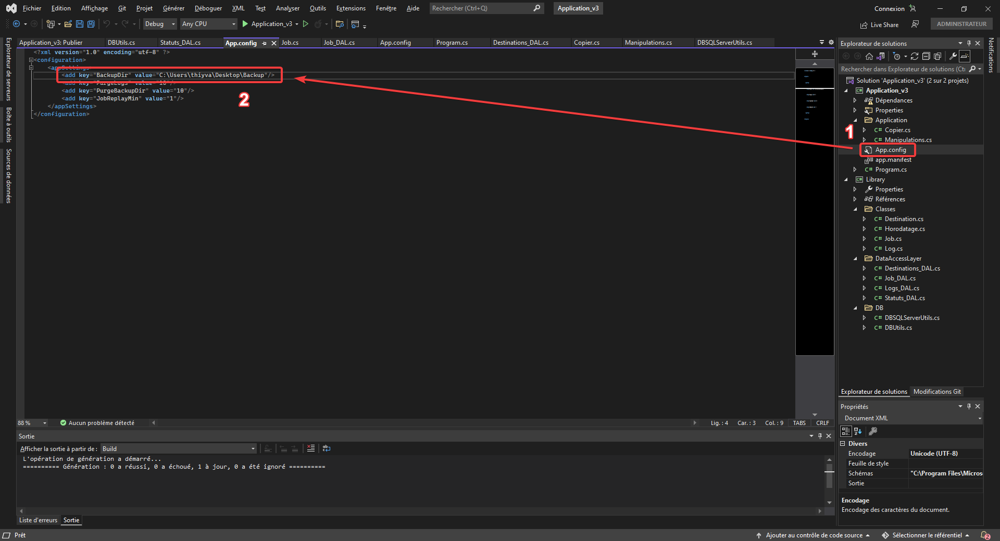 Fichier Edition Affichage Git Projet Générer Déboguer XML Test Analyser Outils Extensions Fenêtre Aide Rechercher (Ctrl+Q) Application_v3 Connexion
Debug Any CPU Application_v3 Live Share ADMINISTRATEUR
Explorateur de serveurs
Boîte à outils
Sources de données
Application_v3: Publier DBUtils.cs Statuts_DAL.cs App.config Job.cs Job_DAL.cs App.config Program.cs Destinations_DAL.cs Copier.cs Manipulations.cs DBSQLServerUtils.cs
<?xml version="1.0" encoding="utf-8" ?>
<configuration>
<appSettings>
<add key="BackupDir" value="C:\Users\thiyva\Desktop\Backup"/>
<add key="PurgeLogs" value="10"/>
<add key="PurgeBackupDir" value="10"/>
<add key="JobReplayMin" value="1"/>
</appSettings>
</configuration>
2
1
Explorateur de solutions
Rechercher dans Explorateur de solutions (Ctr
Solution 'Application_v3' (2 sur 2 projets)
Application_v3
Dépendances
Properties
Application
C# Copier.cs
C# Manipulations.cs
App.config
app.manifest
C# Program.cs
Library
Properties
Références
Classes
C# Destination.cs
C# Horodatage.cs
C# Job.cs
C# Log.cs
DataAccessLayer
C# Destinations_DAL.cs
C# Job_DAL.cs
C# Logs_DAL.cs
C# Statuts_DAL.cs
DB
C# DBSQLServerUtils.cs
C# DBUtils.cs
Notifications
Explorateur de solutions Modifications Git
Propriétés
Document XML
Divers
Encodage Unicode (UTF-8)
Feuille de style
Schémas "C:\Program Files\Micros
Sortie
Encodage
Encodage des caractères du document.
88 % Aucun problème détecté Lig. : 4 Car. : 3 Col. : 9 TABS CRLF
Sortie
Afficher la sortie à partir de : Build
L'opération de génération a démarré...
========== Génération : 0 a réussi, 0 a échoué, 1 à jour, 0 a été ignoré ==========
Liste d'erreurs Sortie
Prêt Ajouter au contrôle de code source Sélectionner le référentiel 2